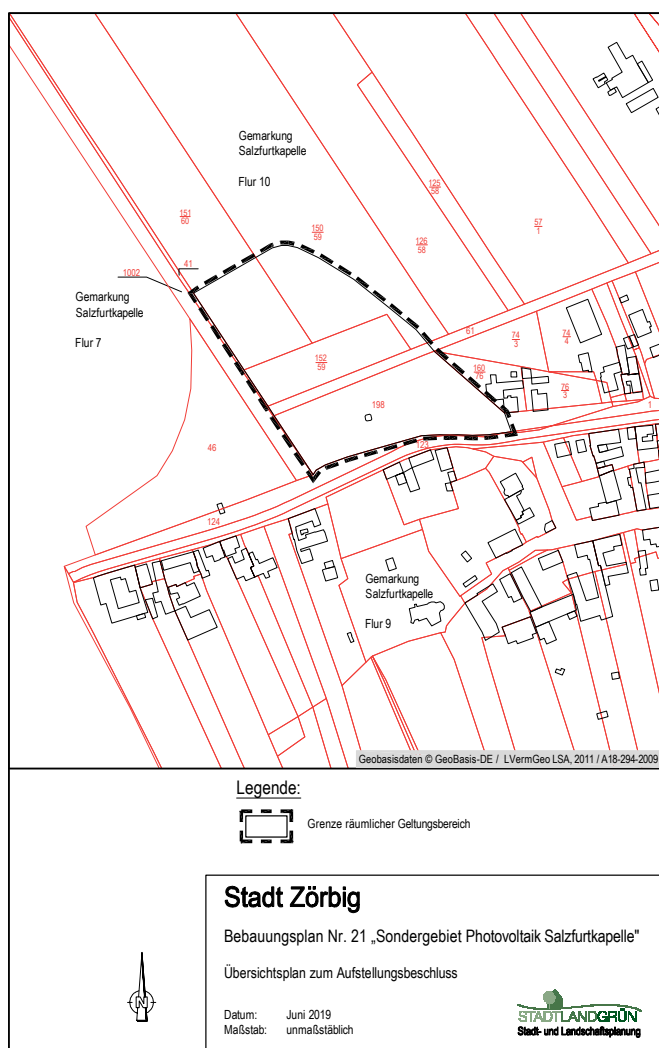 Gemarkung
Salzfurtkapelle
Flur 10
125
58
151
60
150
59
126
58
57
1
41
1002
Gemarkung
Salzfurtkapelle
Flur 7
61
74
3
74
4
152
59
160
76
76
3
198
1
123
46
124
Gemarkung
Salzfurtkapelle
Flur 9
Geobasisdaten © GeoBasis-DE / LVermGeo LSA, 2011 / A18-294-2009
Legende:
Grenze räumlicher Geltungsbereich
Stadt Zörbig
Bebauungsplan Nr. 21 „Sondergebiet Photovoltaik Salzfurtkapelle"
Übersichtsplan zum Aufstellungsbeschluss
N
Datum: Juni 2019
Maßstab: unmaßstäblich
STADTLANDGRÜN
Stadt- und Landschaftsplanung